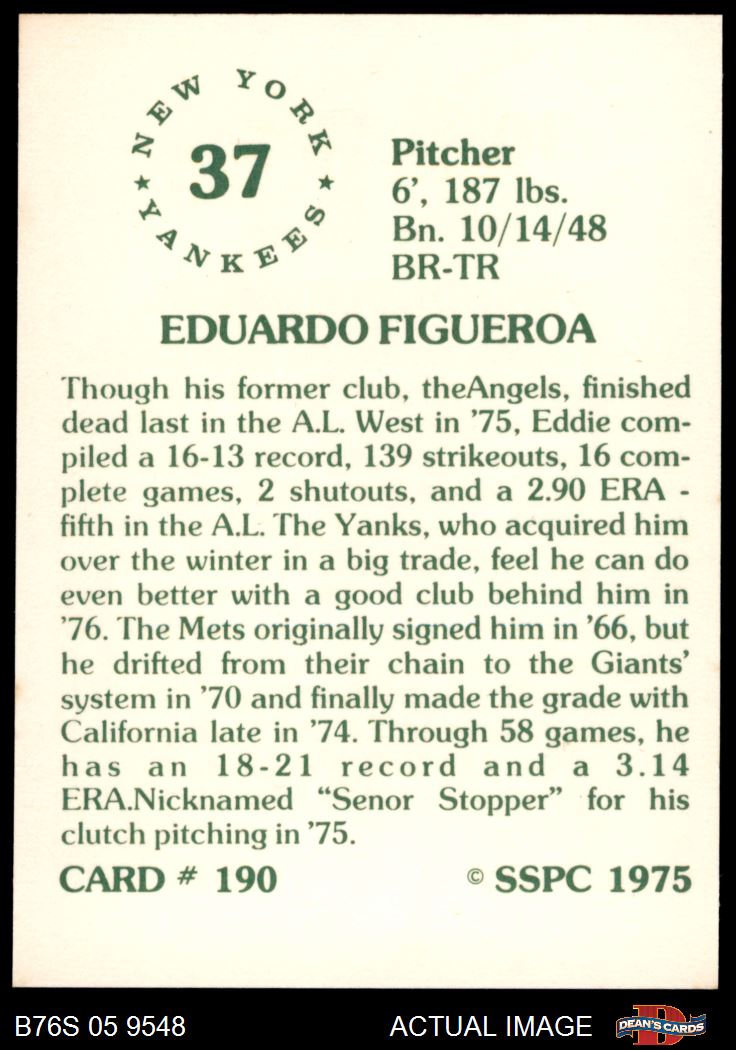 NEW YORK
37
★ YANKEES ★
Pitcher
6', 187 lbs.
Bn. 10/14/48
BR-TR
EDUARDO FIGUEROA
Though his former club, theAngels, finished
dead last in the A.L. West in '75, Eddie com-
piled a 16-13 record, 139 strikeouts, 16 com-
plete games, 2 shutouts, and a 2.90 ERA -
fifth in the A.L. The Yanks, who acquired him
over the winter in a big trade, feel he can do
even better with a good club behind him in
'76. The Mets originally signed him in '66, but
he drifted from their chain to the Giants'
system in '70 and finally made the grade with
California late in '74. Through 58 games, he
has an 18-21 record and a 3.14
ERA.Nicknamed “Senor Stopper” for his
clutch pitching in '75.
CARD # 190 © SSPC 1975
B76S 05 9548 ACTUAL IMAGE D DEAN'S CARDS